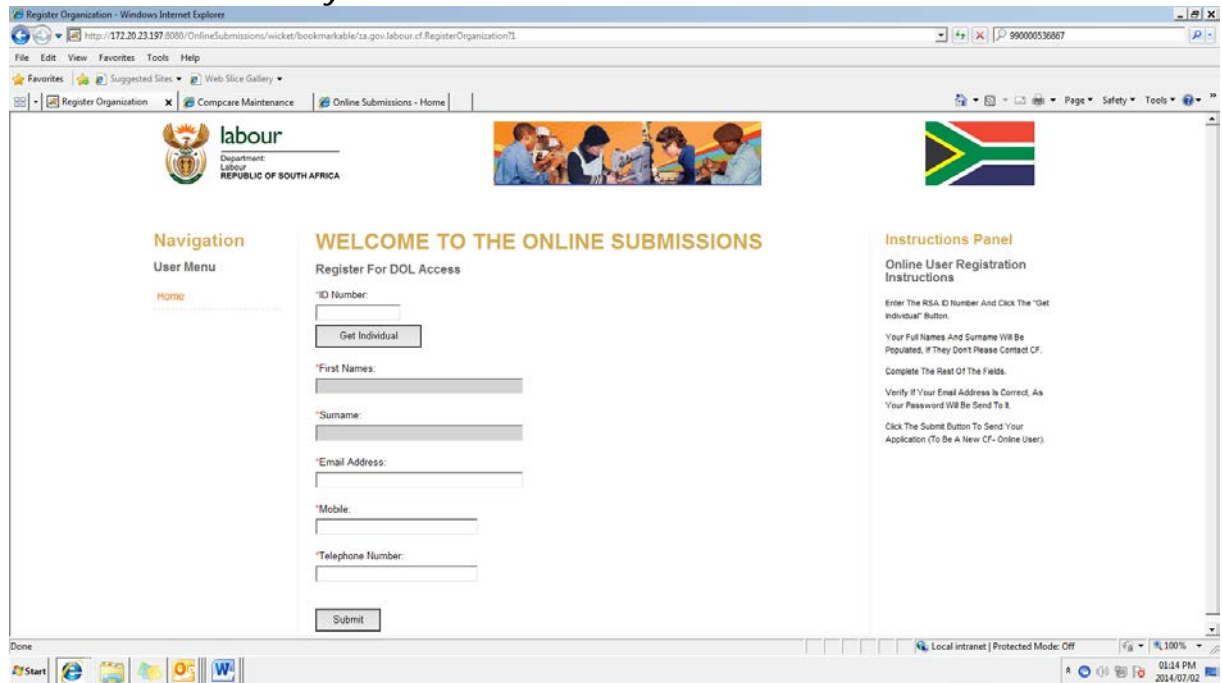 Register Organization - Windows Internet Explorer
http://172.20.23.197:8080/OnlineSubmissions/wicket/bookmarkable/za.gov.labour.cf.RegisterOrganization?1
990000536867
File Edit View Favorites Tools Help
Favorites Suggested Sites Web Slice Gallery
Register Organization Compcare Maintenance Online Submissions - Home
Page Safety Tools
labour
Department:
Labour
REPUBLIC OF SOUTH AFRICA
Navigation
User Menu
Home
WELCOME TO THE ONLINE SUBMISSIONS
Register For DOL Access
*ID Number:
Get Individual
*First Names:
*Surname:
*Email Address:
*Mobile:
*Telephone Number:
Submit
Instructions Panel
Online User Registration
Instructions
Enter The RSA ID Number And Click The "Get
Individual" Button.
Your Full Names And Surname Will Be
Populated, If They Don't Please Contact CF.
Complete The Rest Of The Fields.
Verify If Your Email Address Is Correct, As
Your Password Will Be Send To It.
Click The Submit Button To Send Your
Application (To Be A New CF- Online User).
Done
Local intranet | Protected Mode: Off
100%
Start
01:14 PM
2014/07/02